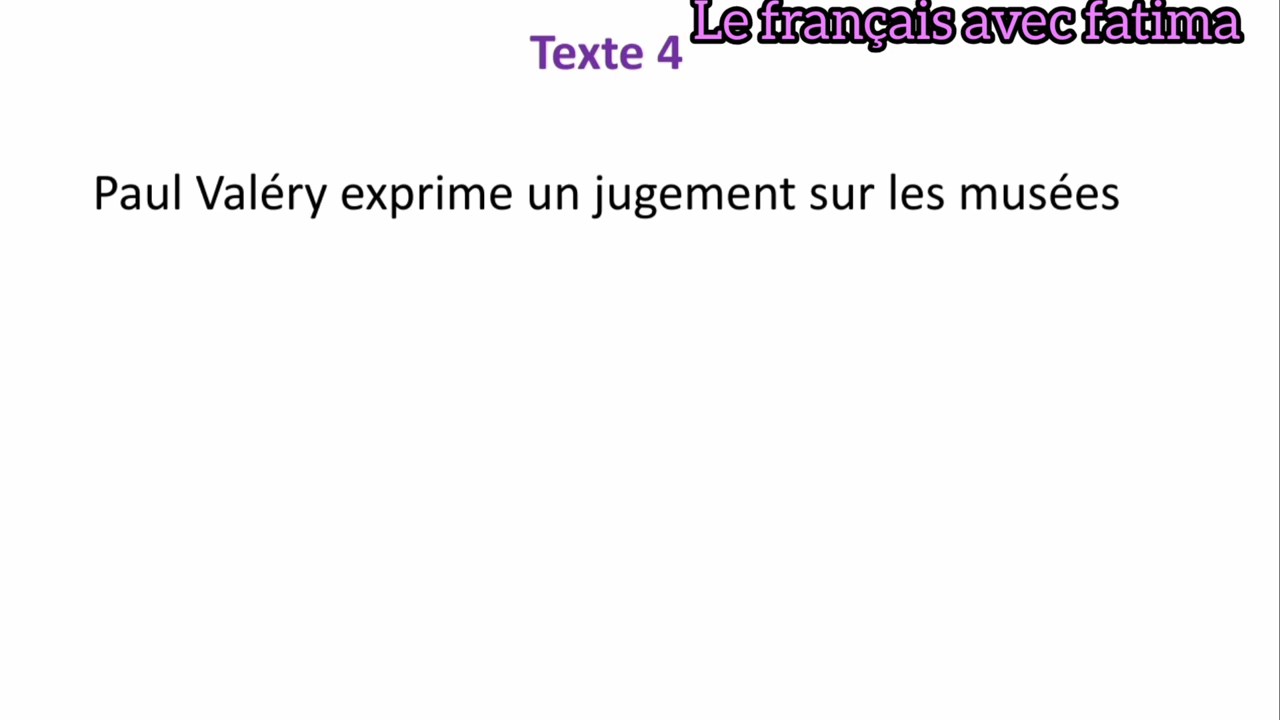 Le français avec fatima
Texte 4
Paul Valéry exprime un jugement sur les musées